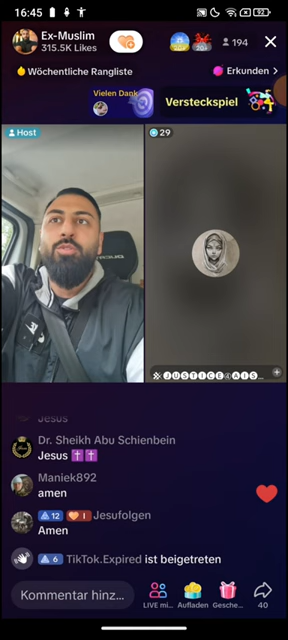 16:45
92
Ex-Muslim
315.5K Likes
20+
194
Wöchentliche Rangliste
Erkunden >
Vielen Dank
Versteckspiel
Host
29
JUSTICE④AIS...
Jesus
Dr. Sheikh Abu Schienbein
Jesus ✝✝
Maniek892
amen
12 1 Jesufolgen
Amen
6 TikTok.Expired ist beigetreten
Kommentar hinz...
LIVE mi...
Aufladen
Gesche...
40